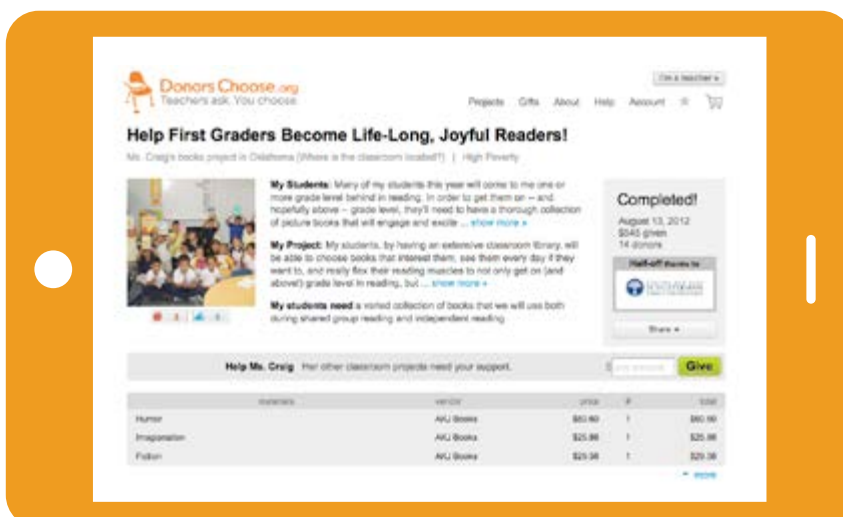 I'm a teacher »
DonorsChoose.org
Teachers ask. You choose.
Projects Gifts About Help Account
Help First Graders Become Life-Long, Joyful Readers!
Ms. Craig's books project in Oklahoma (Where is the classroom located?) | High Poverty
My Students: Many of my students this year will come to me one or
more grade level behind in reading. In order to get them on – and
hopefully above – grade level, they'll need to have a thorough collection
of picture books that will engage and excite ... show more »
My Project: My students, by having an extensive classroom library, will
be able to choose books that interest them, see them every day if they
want to, and really flex their reading muscles to not only get on (and
above!) grade level in reading, but ... show more »
My students need a varied collection of books that we will use both
during shared group reading and independent reading
Completed!
August 13, 2012
given
14 donors
Half-off thanks to
Share
Help Ms. Craig Her other classroom projects need your support.
$ Give
materials vendor price # total
Humor AKJ Books 1
Imagination AKJ Books 1
Fiction AKJ Books 1
more